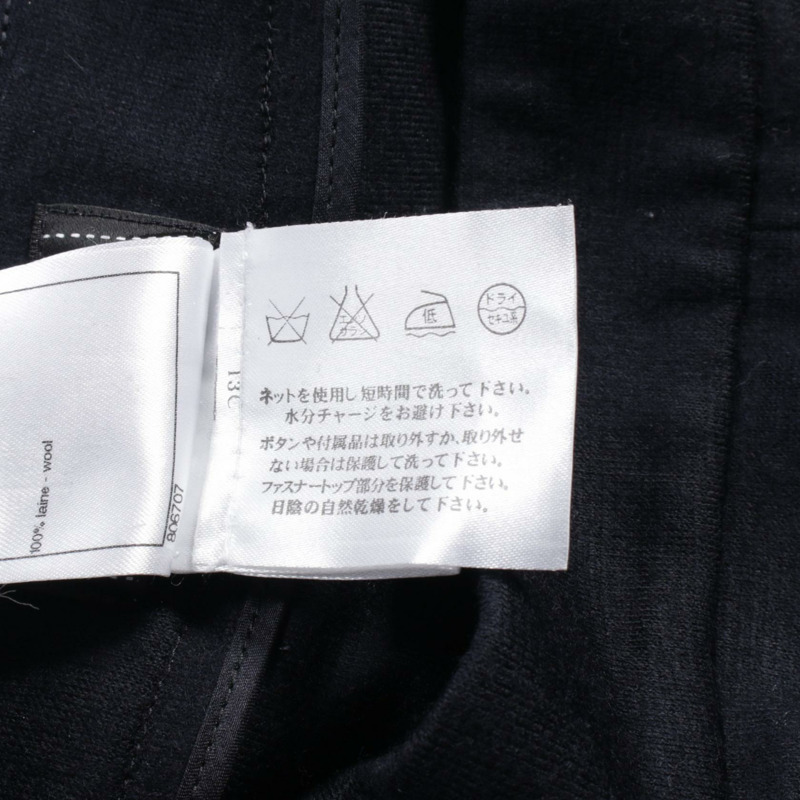 エンソ
サラシ
低
ドライ
セキユ系
ネットを使用し短時間で洗って下さい。
水分チャージをお避け下さい。
ボタンや付属品は取り外すか、取り外せ
ない場合は保護して洗って下さい。
ファスナートップ部分を保護して下さい。
日陰の自然乾燥をして下さい。
13C
100% laine - wool
806707